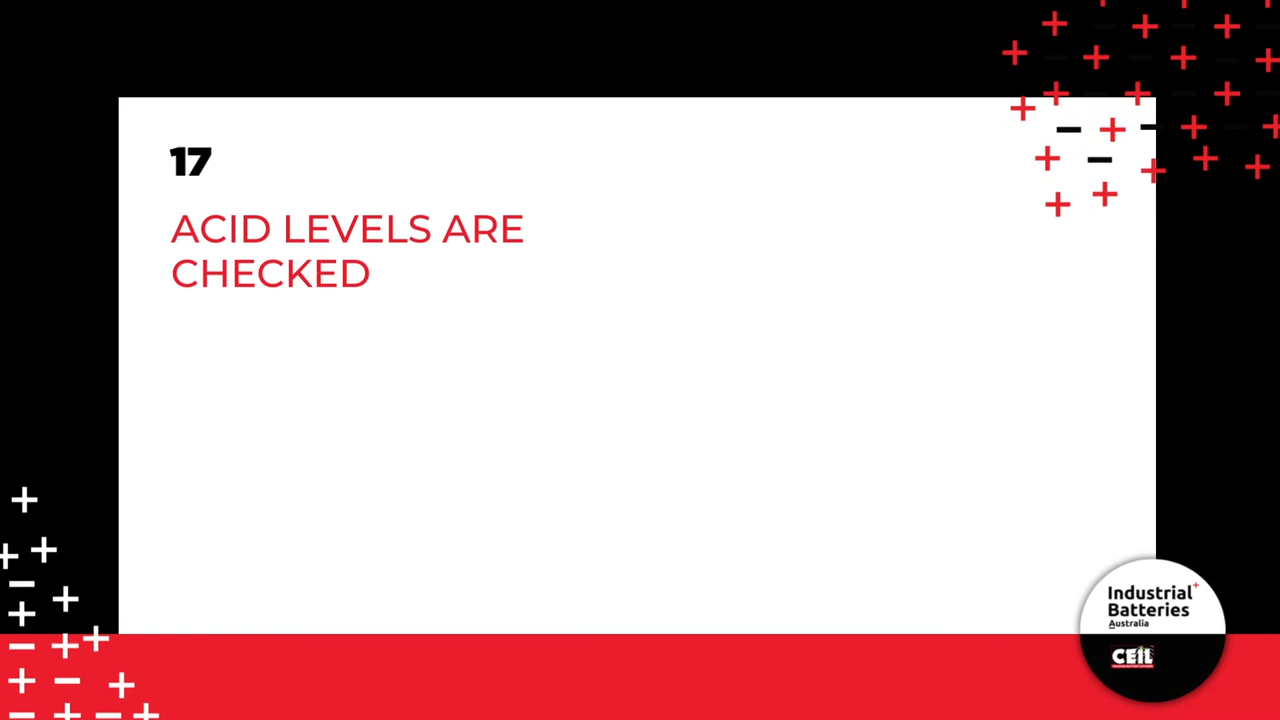 17
ACID LEVELS ARE
CHECKED
Industrial
Batteries
Australia
CEIL